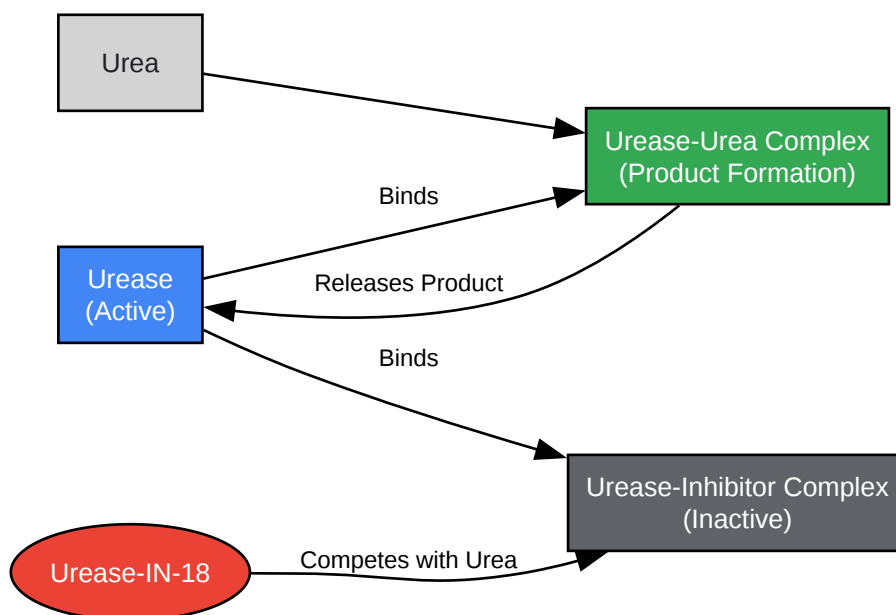 Urea
Urease-Urea Complex
(Product Formation)
Binds
Urease
(Active)
Releases Product
Binds
Urease-Inhibitor Complex
(Inactive)
Competes with Urea
Urease-IN-18